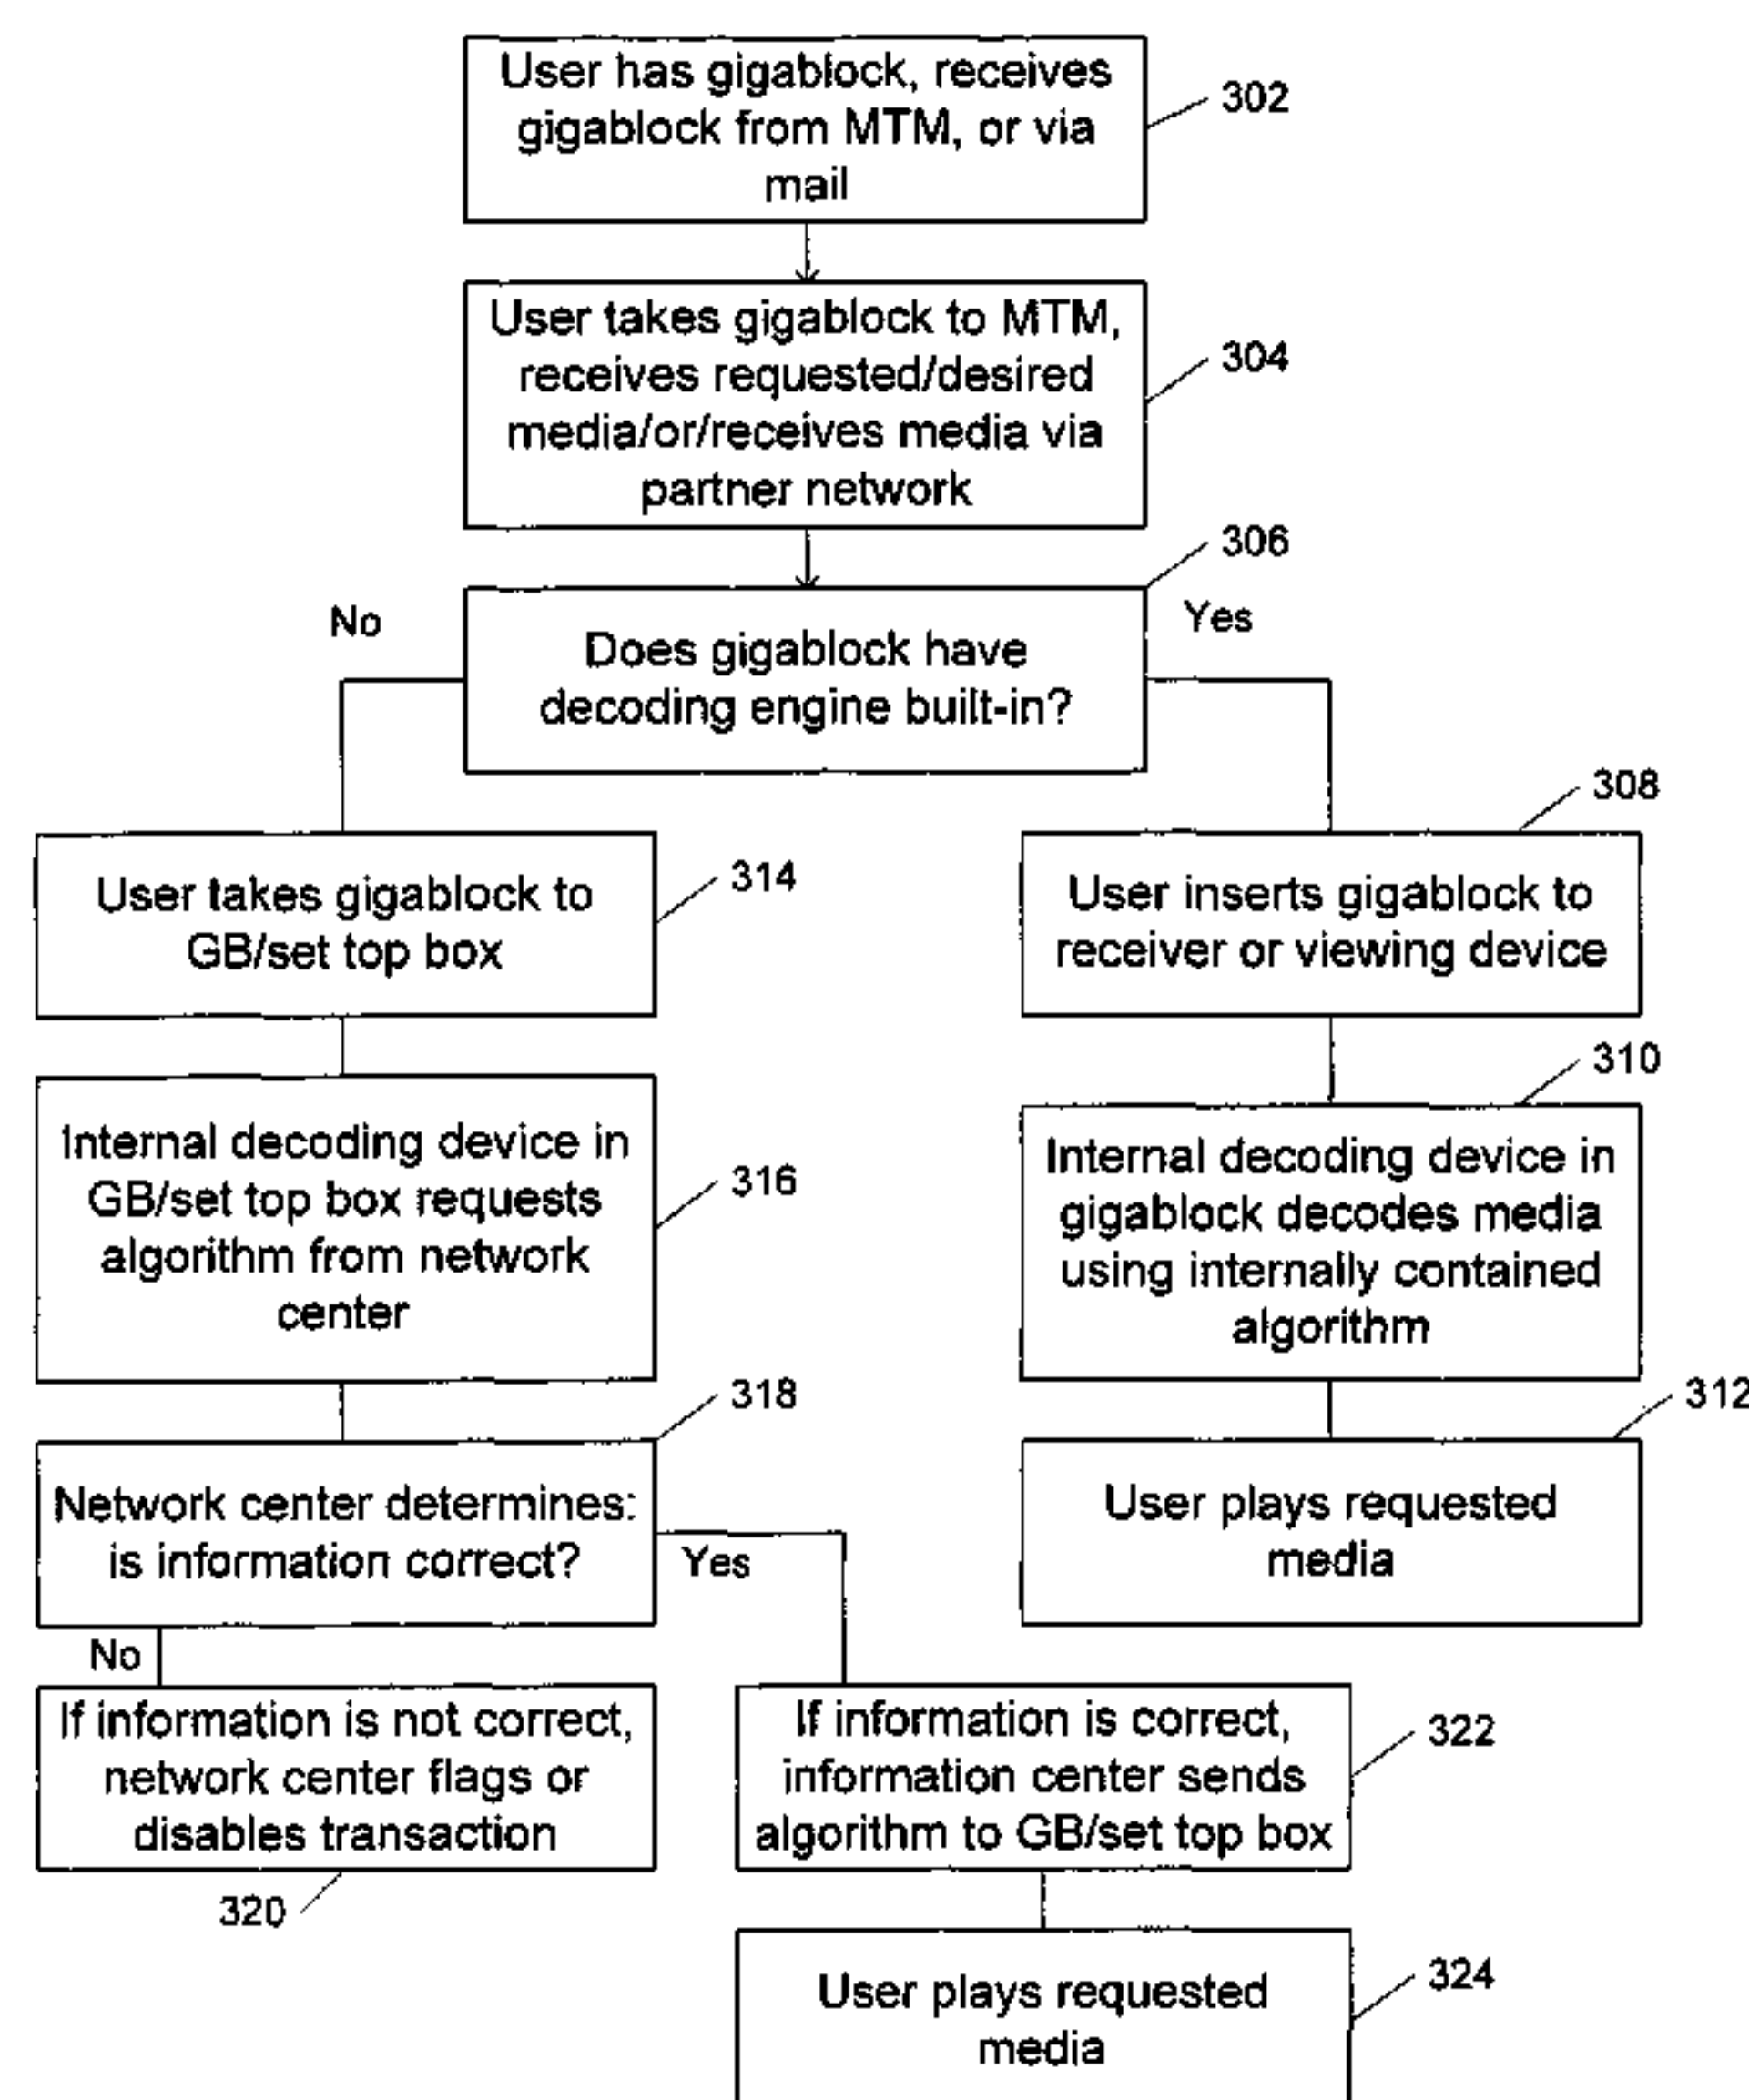 User has gigablock, receives
gigablock from MTM, or via
mail
302
User takes gigablock to MTM,
receives requested/desired
media/or/receives media via
partner network
304
306
No
Yes
Does gigablock have
decoding engine built-in?
308
User takes gigablock to
GB/set top box
314
User inserts gigablock to
receiver or viewing device
310
Internal decoding device in
GB/set top box requests
algorithm from network
center
316
Internal decoding device in
gigablock decodes media
using internally contained
algorithm
318
312
Network center determines:
is information correct?
Yes
No
User plays requested
media
If information is not correct,
network center flags or
disables transaction
320
If information is correct,
information center sends
algorithm to GB/set top box
322
User plays requested
media
324